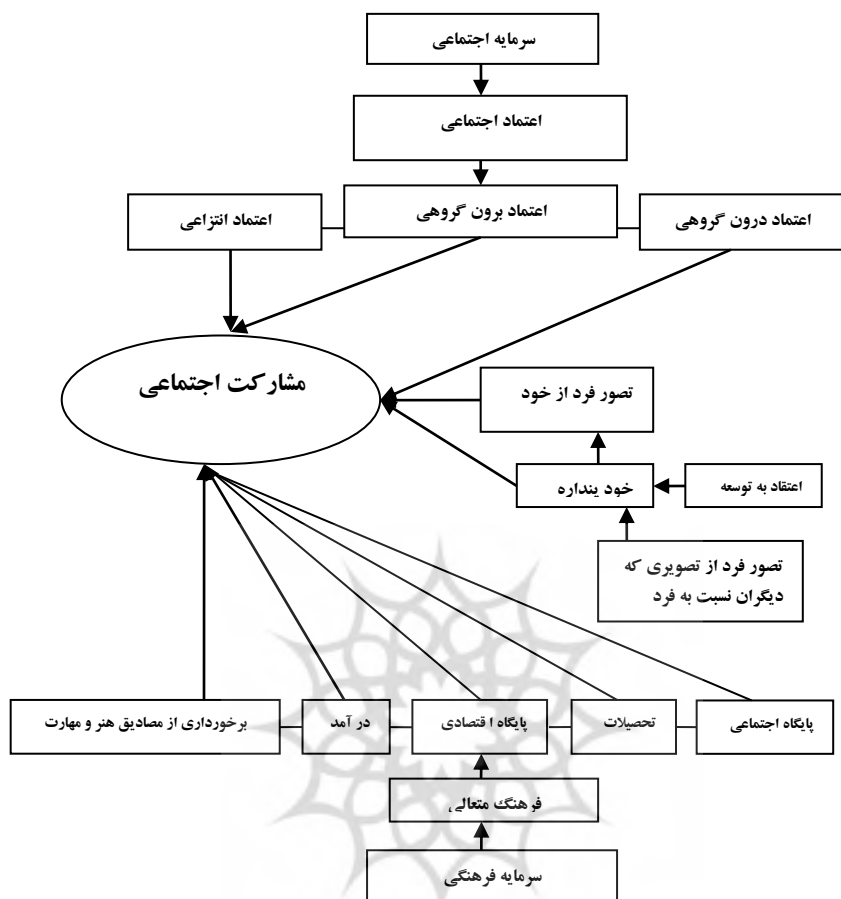 سرمایه اجتماعی
اعتماد اجتماعی
اعتماد درون گروهی
اعتماد برون گروهی
اعتماد انتزاعی
مشارکت اجتماعی
تصور فرد از خود
خود پنداره
اعتقاد به توسعه
تصور فرد از تصویری که
دیگران نسبت به فرد
پایگاه اجتماعی
تحصیلات
پایگاه اقتصادی
در آمد
برخورداری از مصادیق هنر و مهارت
فرهنگ متعالی
سرمایه فرهنگی